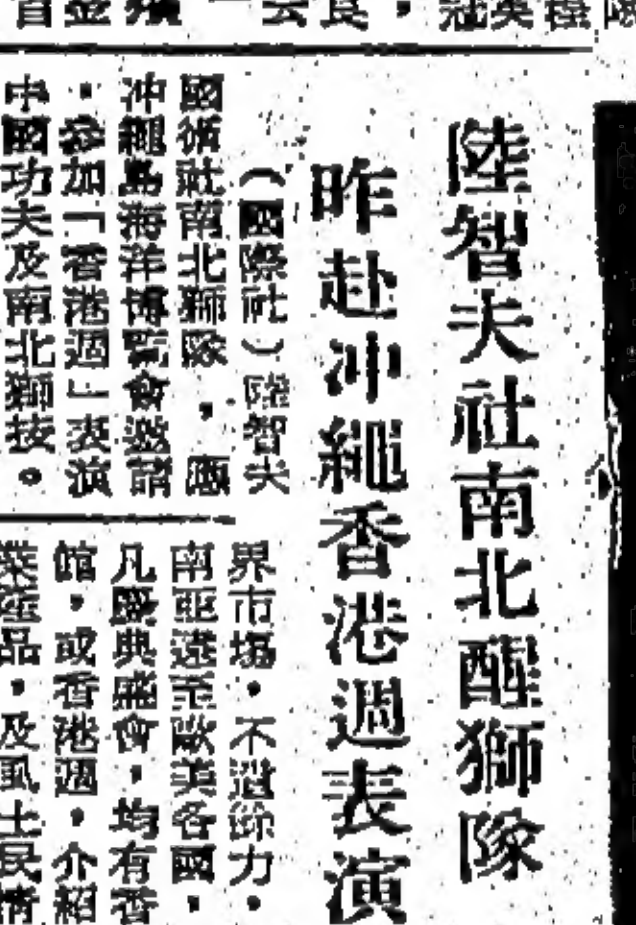 陸智夫社南北醒獅隊
昨赴冲繩香港週表演
（國際社）陸智夫
國術社南北獅隊，應
冲繩島海洋博覽會邀請
，參加「香港週」表演
中國功夫及南北獅技。
界市場，不遺餘力，
南亞遠至歐美各國，
凡盛典盛會，均有香
館，或香港週，介紹
業產品，及風土民情